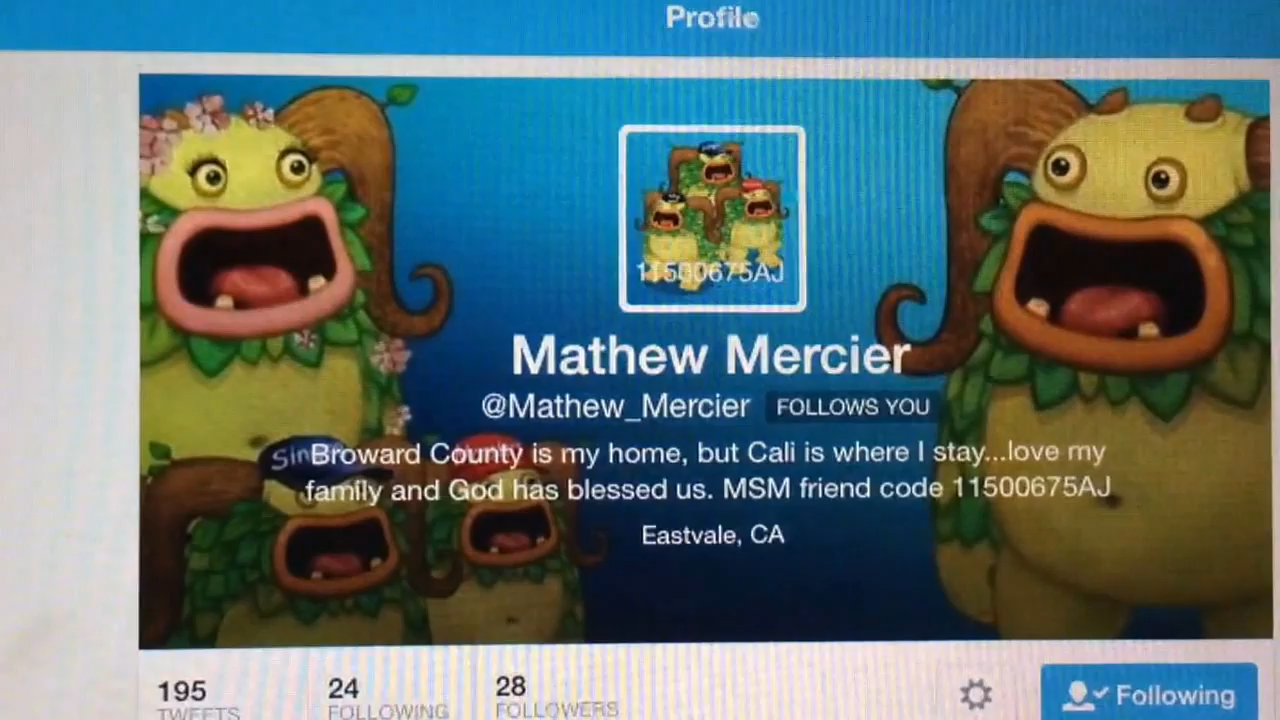 Profile
11500675AJ
Mathew Mercier
@Mathew_Mercier FOLLOWS YOU
Broward County is my home, but Cali is where I stay...love my
family and God has blessed us. MSM friend code 11500675AJ
Eastvale, CA
195 24 28
TWEETS FOLLOWING FOLLOWERS
Following